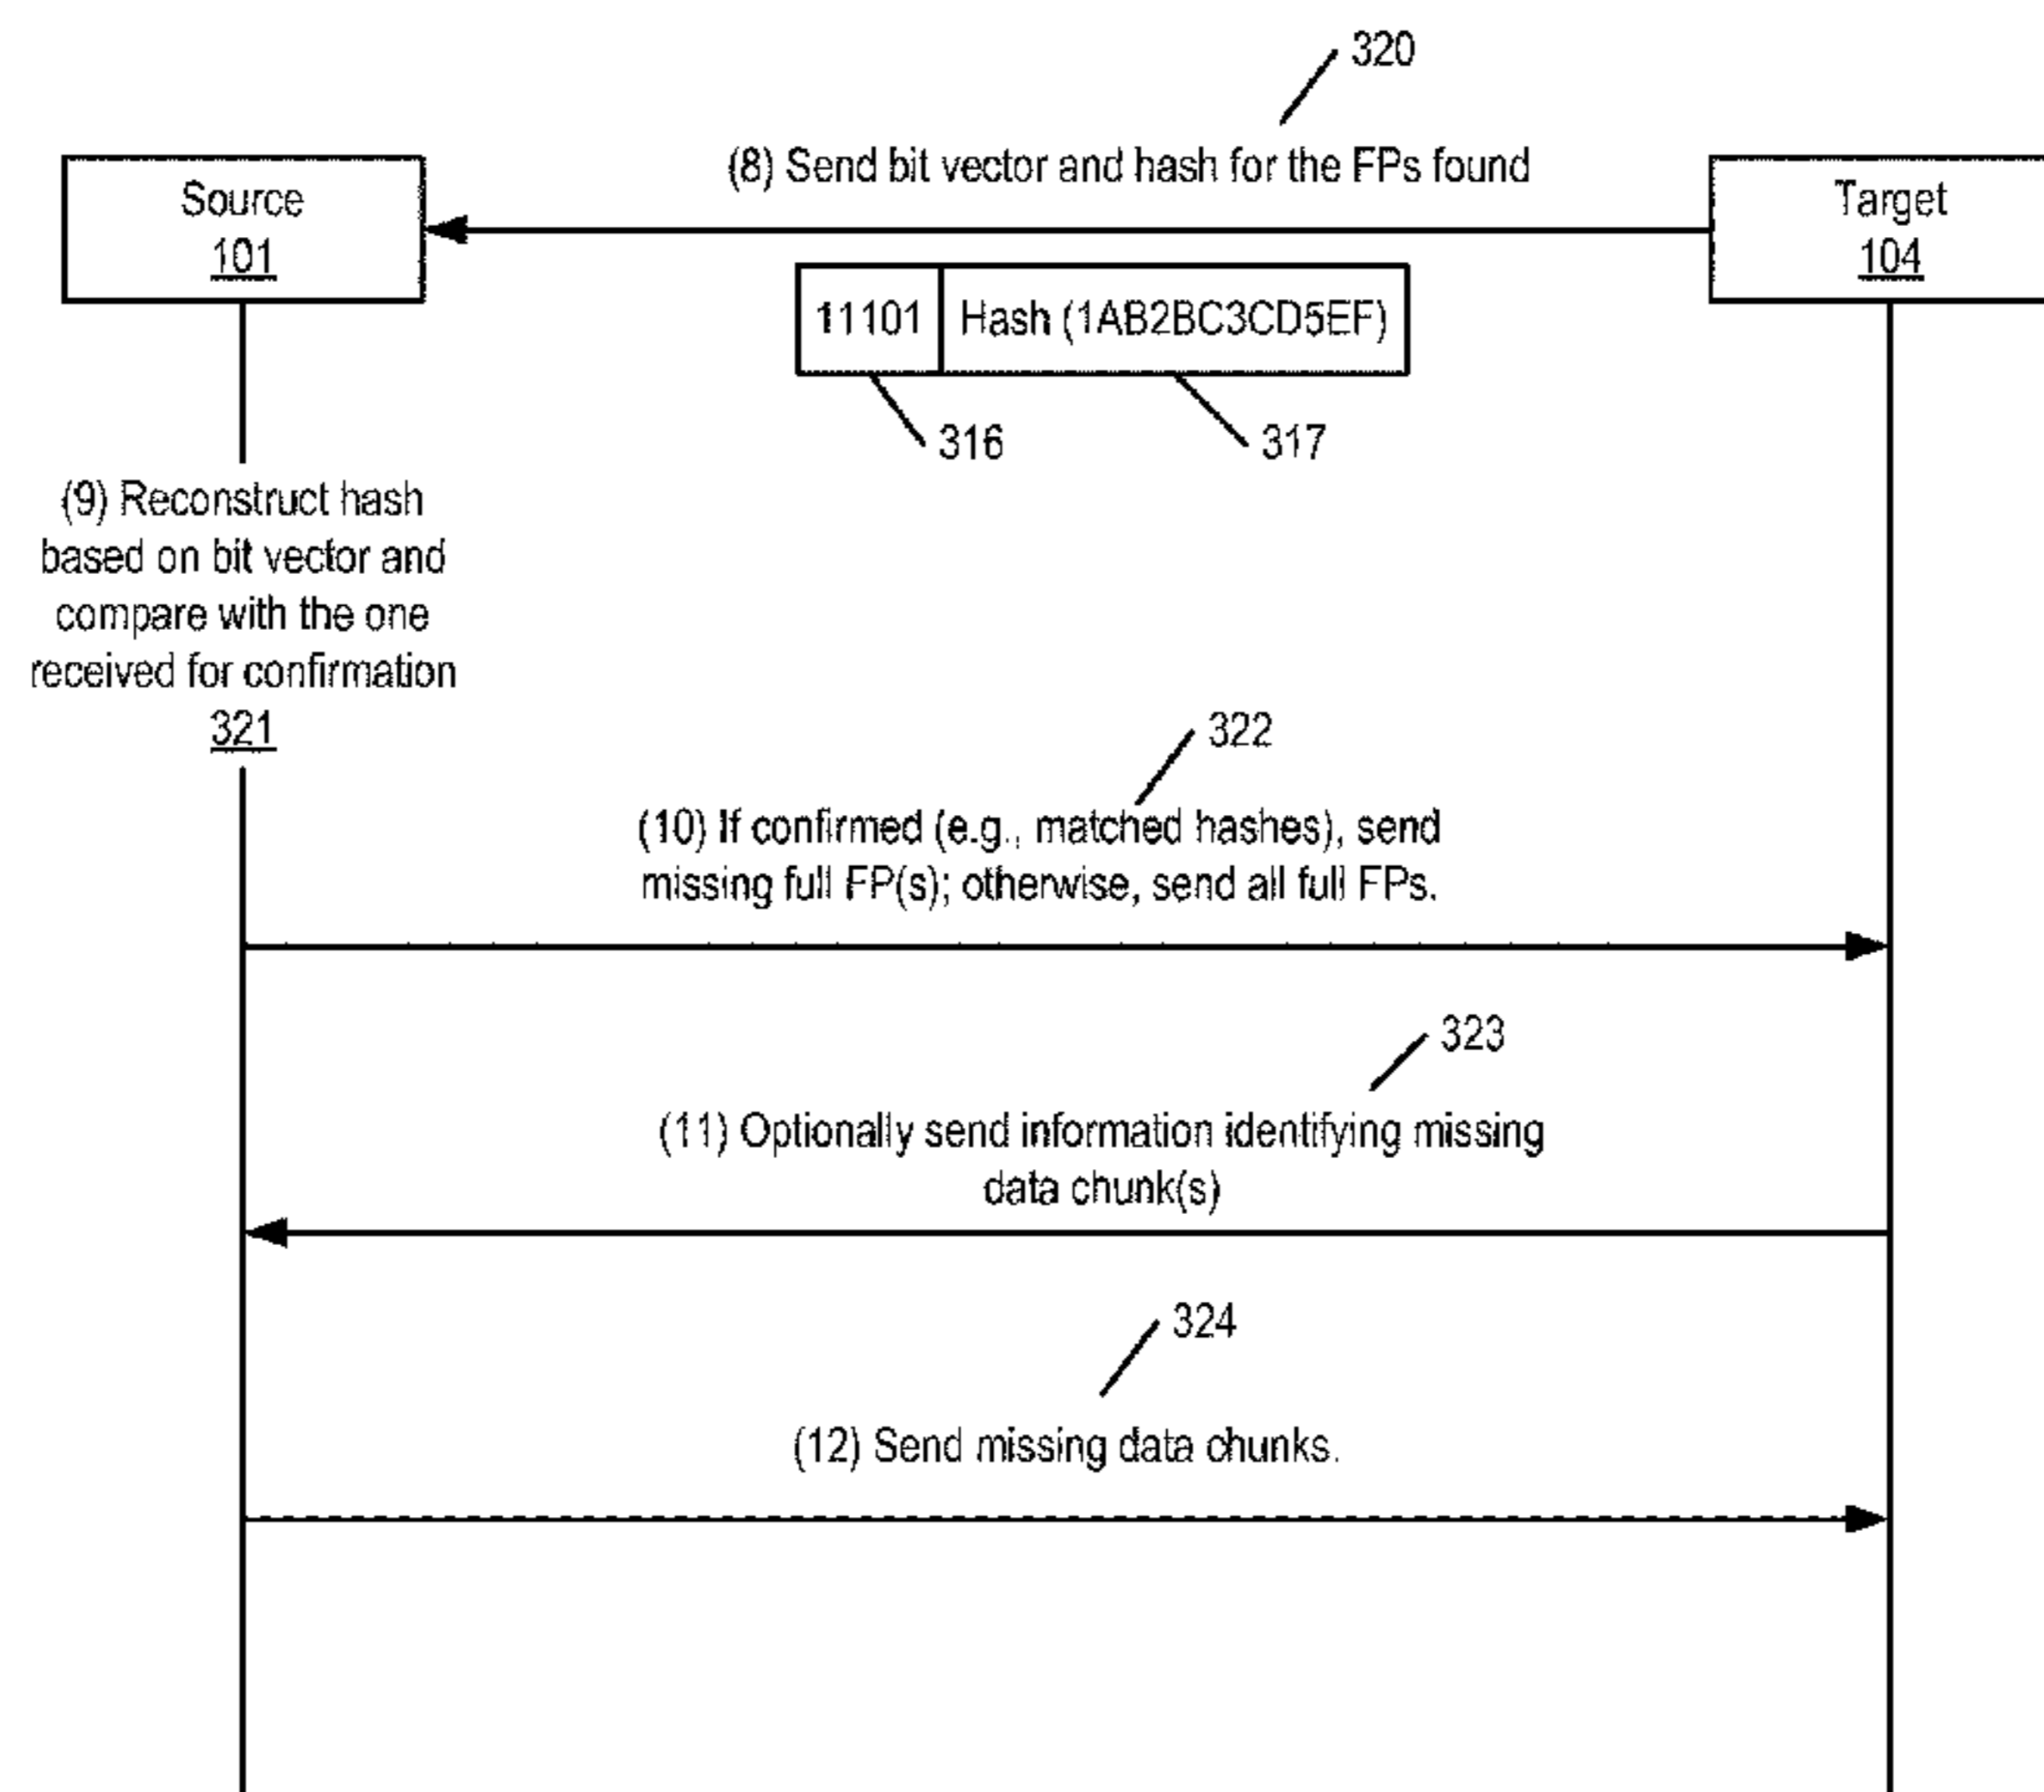 320
(8) Send bit vector and hash for the FPs found
Source
101
Target
104
11101
Hash (1AB2BC3CD5EF)
316
317
(9) Reconstruct hash
based on bit vector and
compare with the one
received for confirmation
321
322
(10) If confirmed (e.g., matched hashes), send
missing full FP(s); otherwise, send all full FPs.
323
(11) Optionally send information identifying missing
data chunk(s)
324
(12) Send missing data chunks.